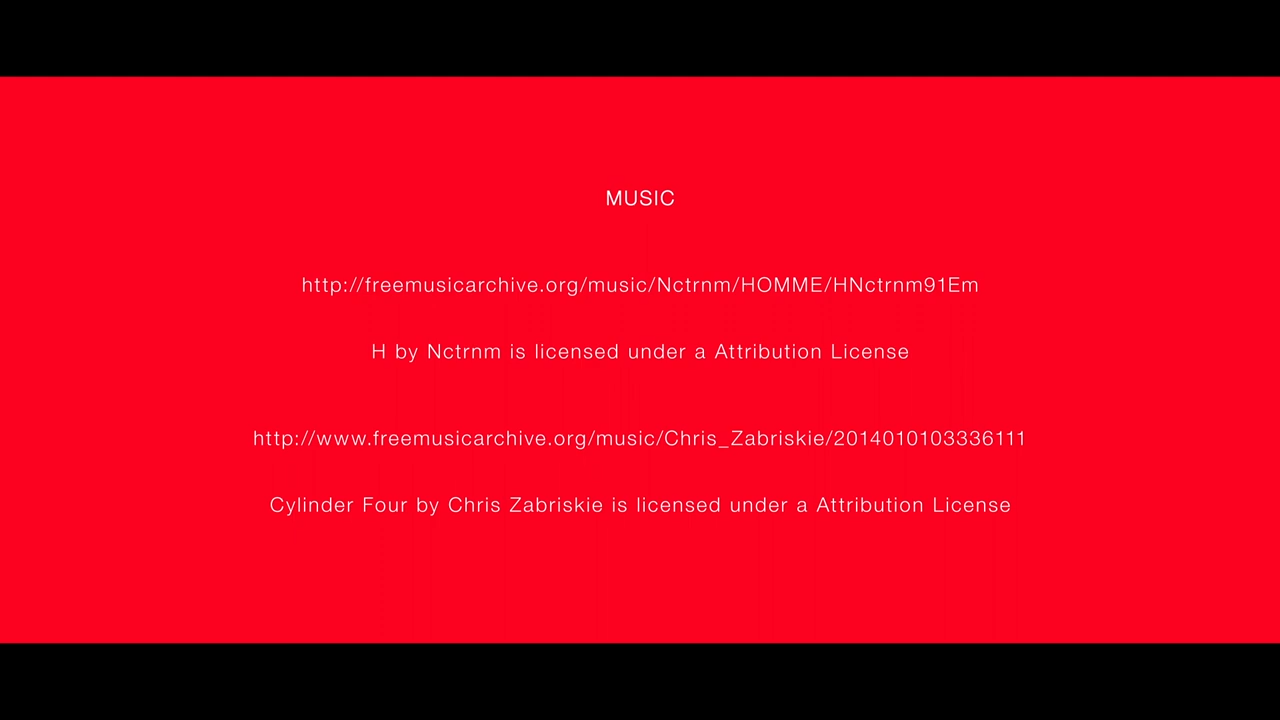 MUSIC
http://freemusicarchive.org/music/Nctrnm/HOMME/HNctrnm91Em
H by Nctrnm is licensed under a Attribution License
http://www.freemusicarchive.org/music/Chris_Zabriskie/2014010103336111
Cylinder Four by Chris Zabriskie is licensed under a Attribution License